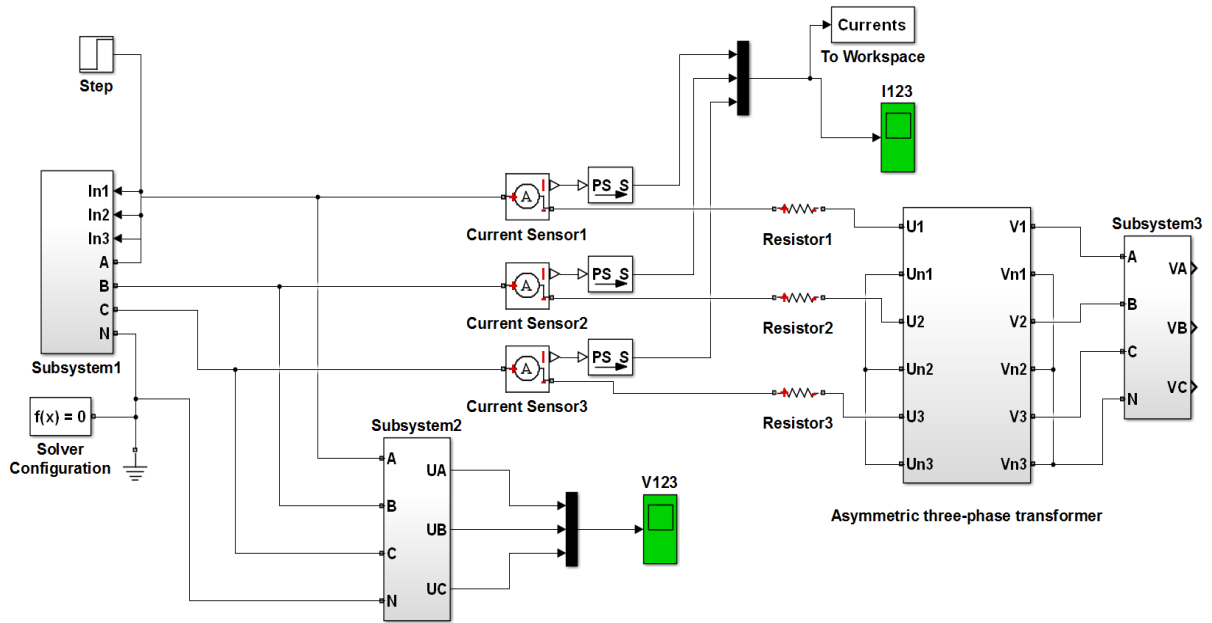 Currents
To Workspace
Step
I123
In1
In2
In3
A
B
C
N
Subsystem1
A
I
PS S
Current Sensor1
A
I
PS S
Current Sensor2
A
I
PS S
Current Sensor3
Resistor1
Resistor2
Resistor3
U1
Un1
U2
Un2
U3
Un3
V1
Vn1
V2
Vn2
V3
Vn3
Asymmetric three-phase transformer
Subsystem3
A
B
C
N
VA
VB
VC
f(x) = 0
Solver
Configuration
Subsystem2
A
B
C
N
UA
UB
UC
V123